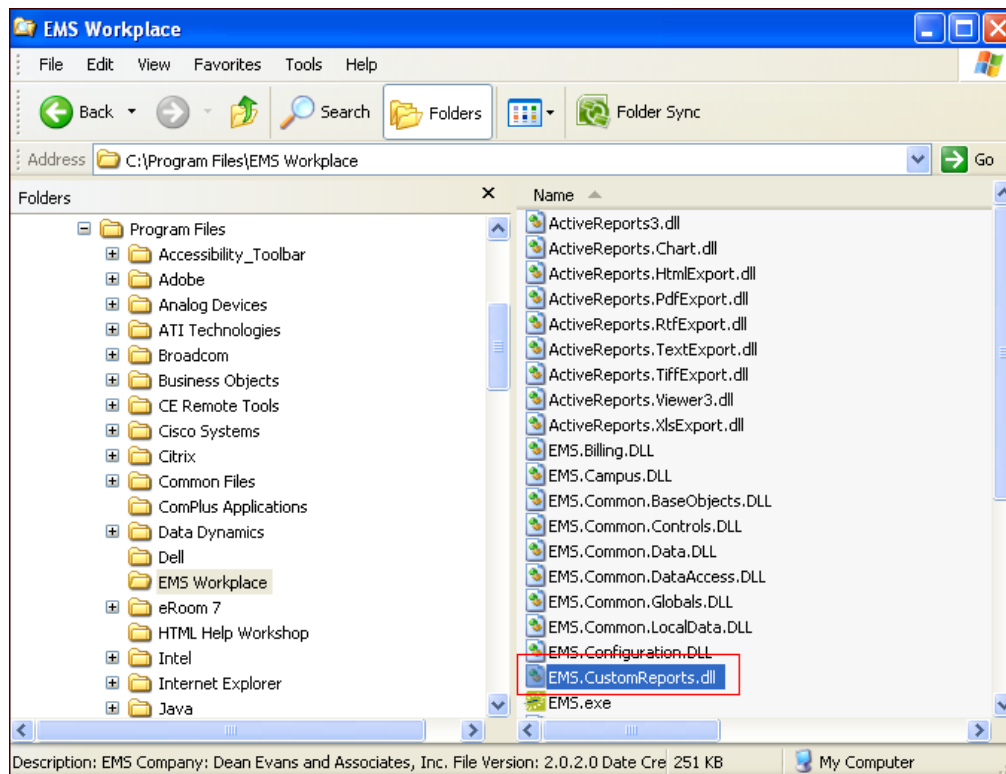 EMS Workplace
File Edit View Favorites Tools Help
Back Search Folders Folder Sync
Address C:\Program Files\EMS Workplace Go
Folders
Program Files
Accessibility_Toolbar
Adobe
Analog Devices
ATI Technologies
Broadcom
Business Objects
CE Remote Tools
Cisco Systems
Citrix
Common Files
ComPlus Applications
Data Dynamics
Dell
EMS Workplace
eRoom 7
HTML Help Workshop
Intel
Internet Explorer
Java
Name
ActiveReports3.dll
ActiveReports.Chart.dll
ActiveReports.HtmlExport.dll
ActiveReports.PdfExport.dll
ActiveReports.RtfExport.dll
ActiveReports.TextExport.dll
ActiveReports.TiffExport.dll
ActiveReports.Viewer3.dll
ActiveReports.XlsExport.dll
EMS.Billing.DLL
EMS.Campus.DLL
EMS.Common.BaseObjects.DLL
EMS.Common.Controls.DLL
EMS.Common.Data.DLL
EMS.Common.DataAccess.DLL
EMS.Common.Globals.DLL
EMS.Common.LocalData.DLL
EMS.Configuration.DLL
EMS.CustomReports.dll
EMS.exe
Description: EMS Company: Dean Evans and Associates, Inc. File Version: 2.0.2.0 Date Cre 251 KB My Computer